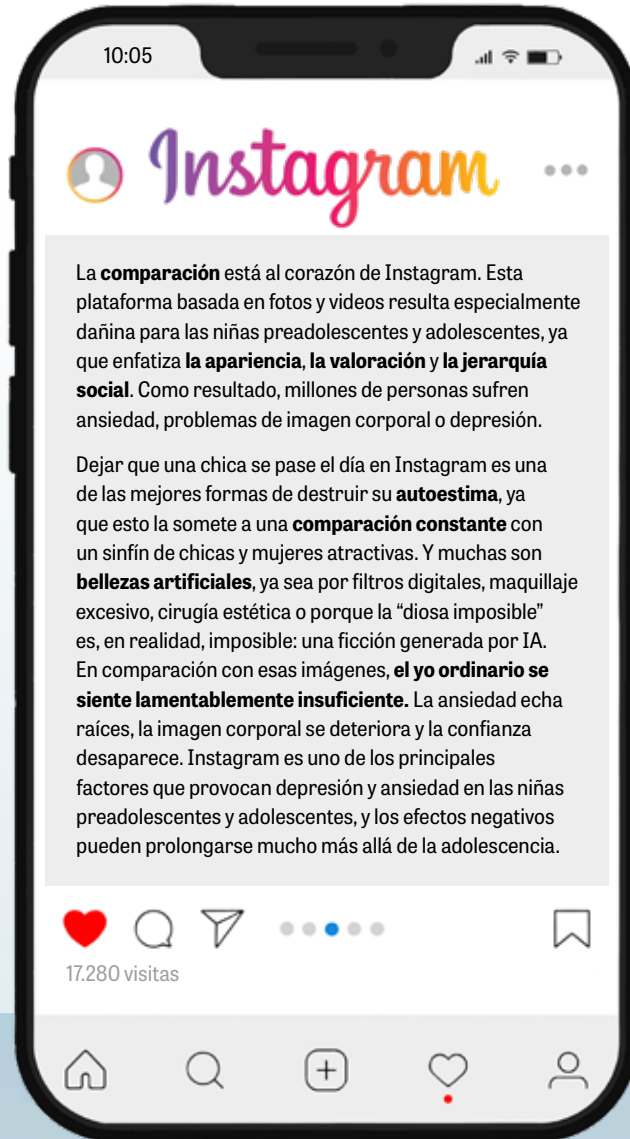 10:05
Instagram
La comparación está al corazón de Instagram. Esta
plataforma basada en fotos y videos resulta especialmente
dañina para las niñas preadolescentes y adolescentes, ya
que enfatiza la apariencia, la valoración y la jerarquía
social. Como resultado, millones de personas sufren
ansiedad, problemas de imagen corporal o depresión.
Dejar que una chica se pase el día en Instagram es una
de las mejores formas de destruir su autoestima, ya
que esto la somete a una comparación constante con
un sinfín de chicas y mujeres atractivas. Y muchas son
bellezas artificiales, ya sea por filtros digitales, maquillaje
excesivo, cirugía estética o porque la “diosa imposible”
es, en realidad, imposible: una ficción generada por IA.
En comparación con esas imágenes, el yo ordinario se
siente lamentablemente insuficiente. La ansiedad echa
raíces, la imagen corporal se deteriora y la confianza
desaparece. Instagram es uno de los principales
factores que provocan depresión y ansiedad en las niñas
preadolescentes y adolescentes, y los efectos negativos
pueden prolongarse mucho más allá de la adolescencia.
17.280 visitas